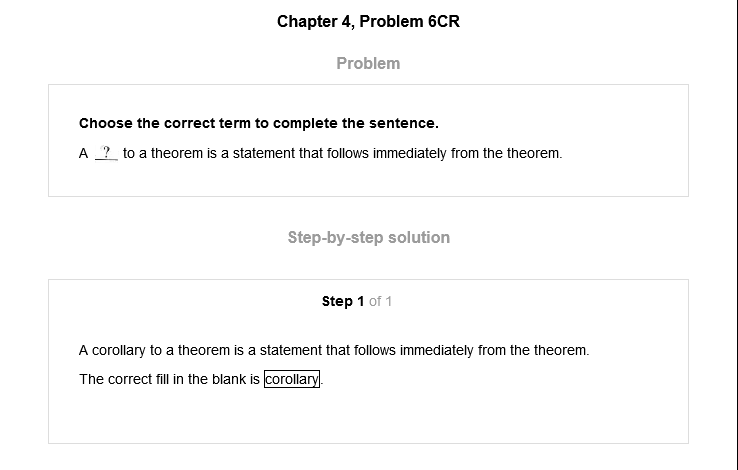 Chapter 4, Problem 6CR
Problem
Choose the correct term to complete the sentence.
A ? to a theorem is a statement that follows immediately from the theorem.
Step-by-step solution
Step 1 of 1
A corollary to a theorem is a statement that follows immediately from the theorem.
The correct fill in the blank is corollary.